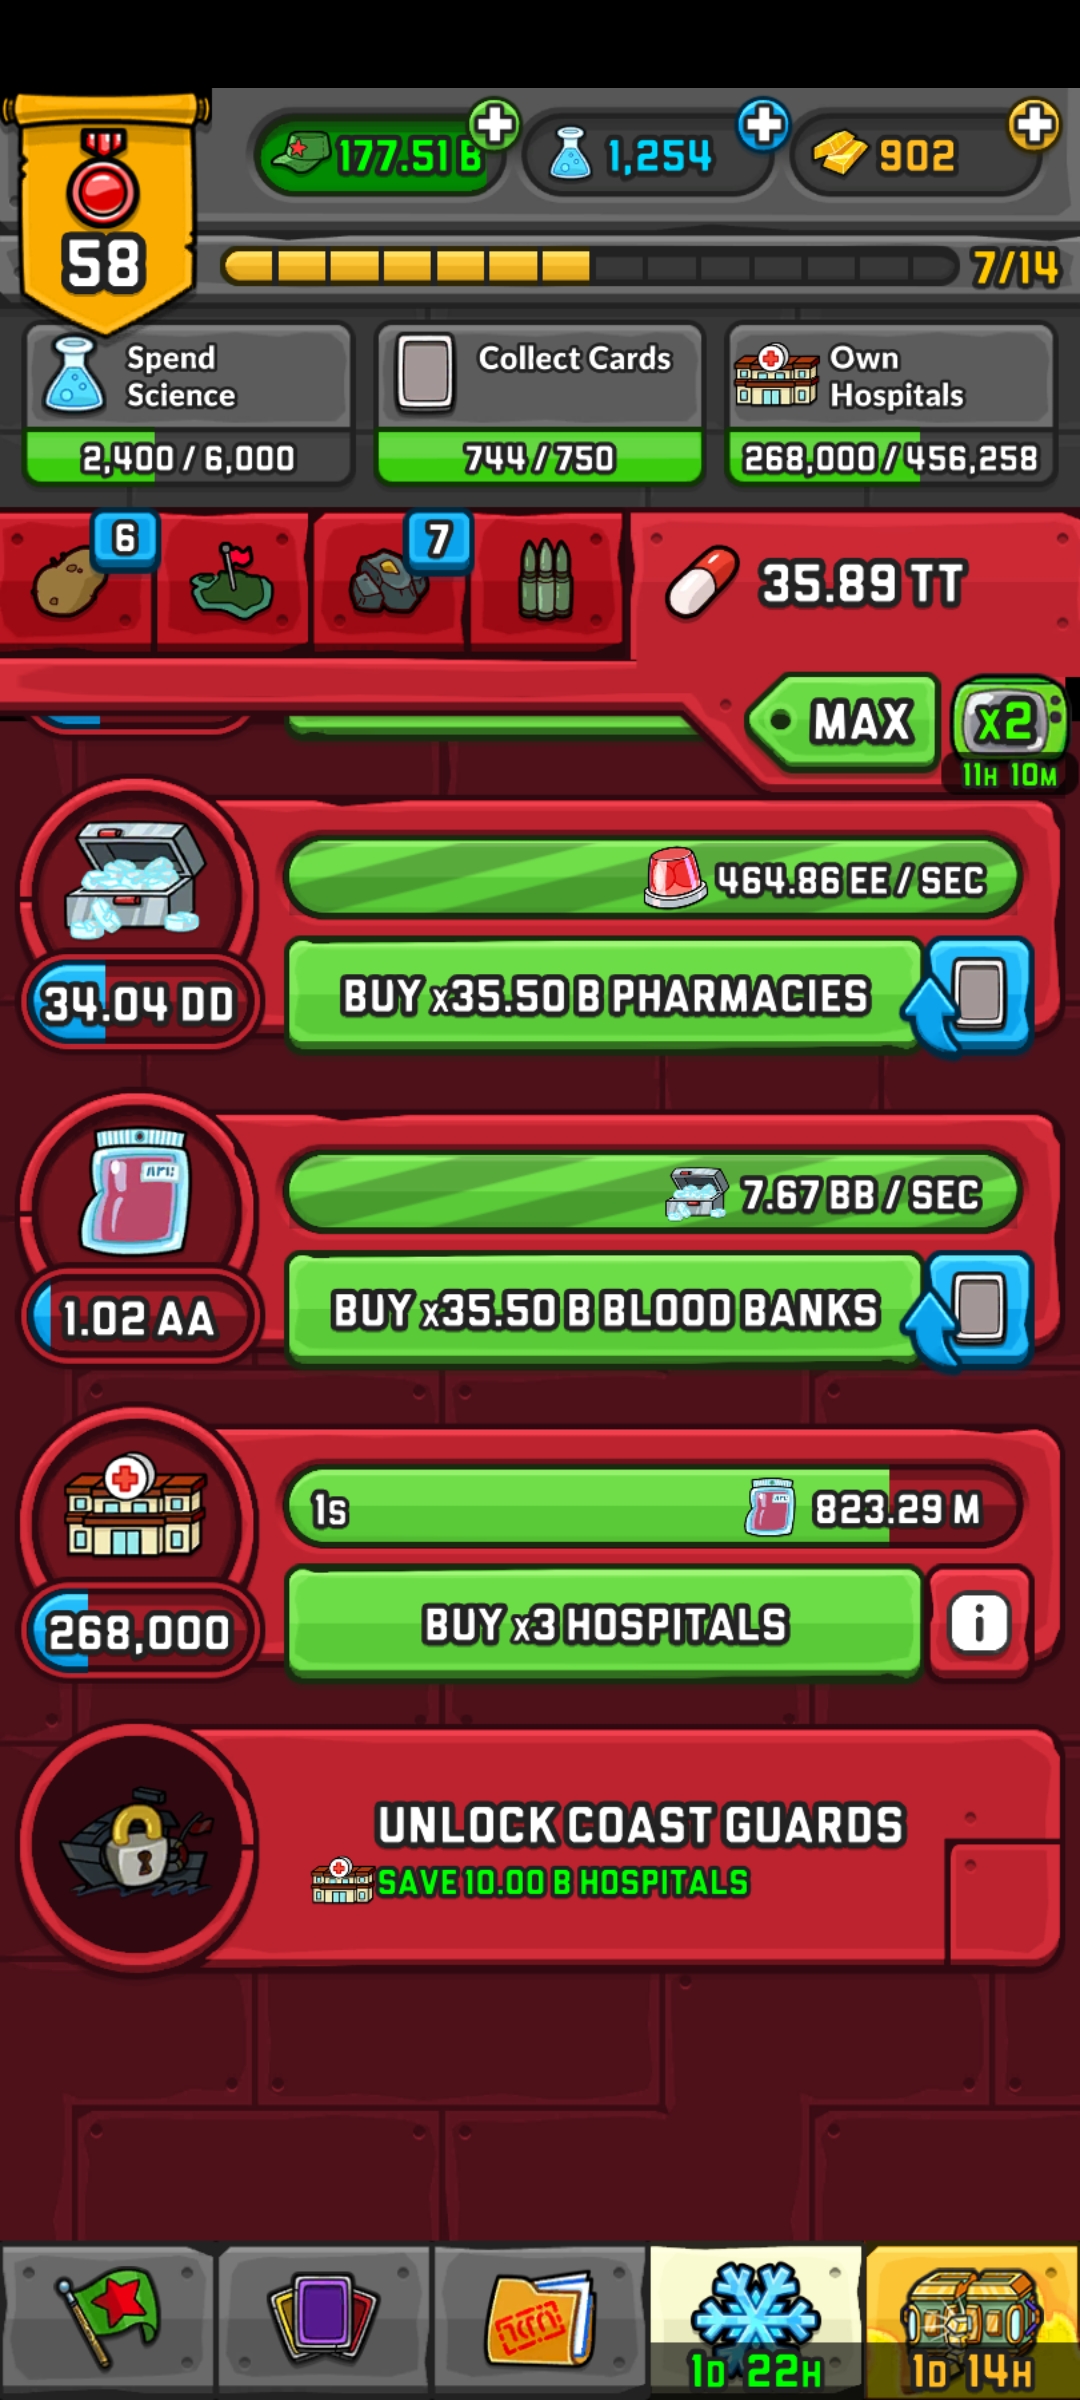 177.51 B
1,254
902
58
7/14
Spend
Science
2,400 / 6,000
Collect Cards
744 / 750
Own
Hospitals
268,000 / 456,258
6
7
35.89 TT
MAX
x2
11H 10M
464.86 EE / SEC
34.04 DD
BUY x35.50 B PHARMACIES
7.67 BB / SEC
1.02 AA
BUY x35.50 B BLOOD BANKS
1s
823.29 M
268,000
BUY x3 HOSPITALS
i
UNLOCK COAST GUARDS
SAVE 10.00 B HOSPITALS
1D 22H
1D 14H